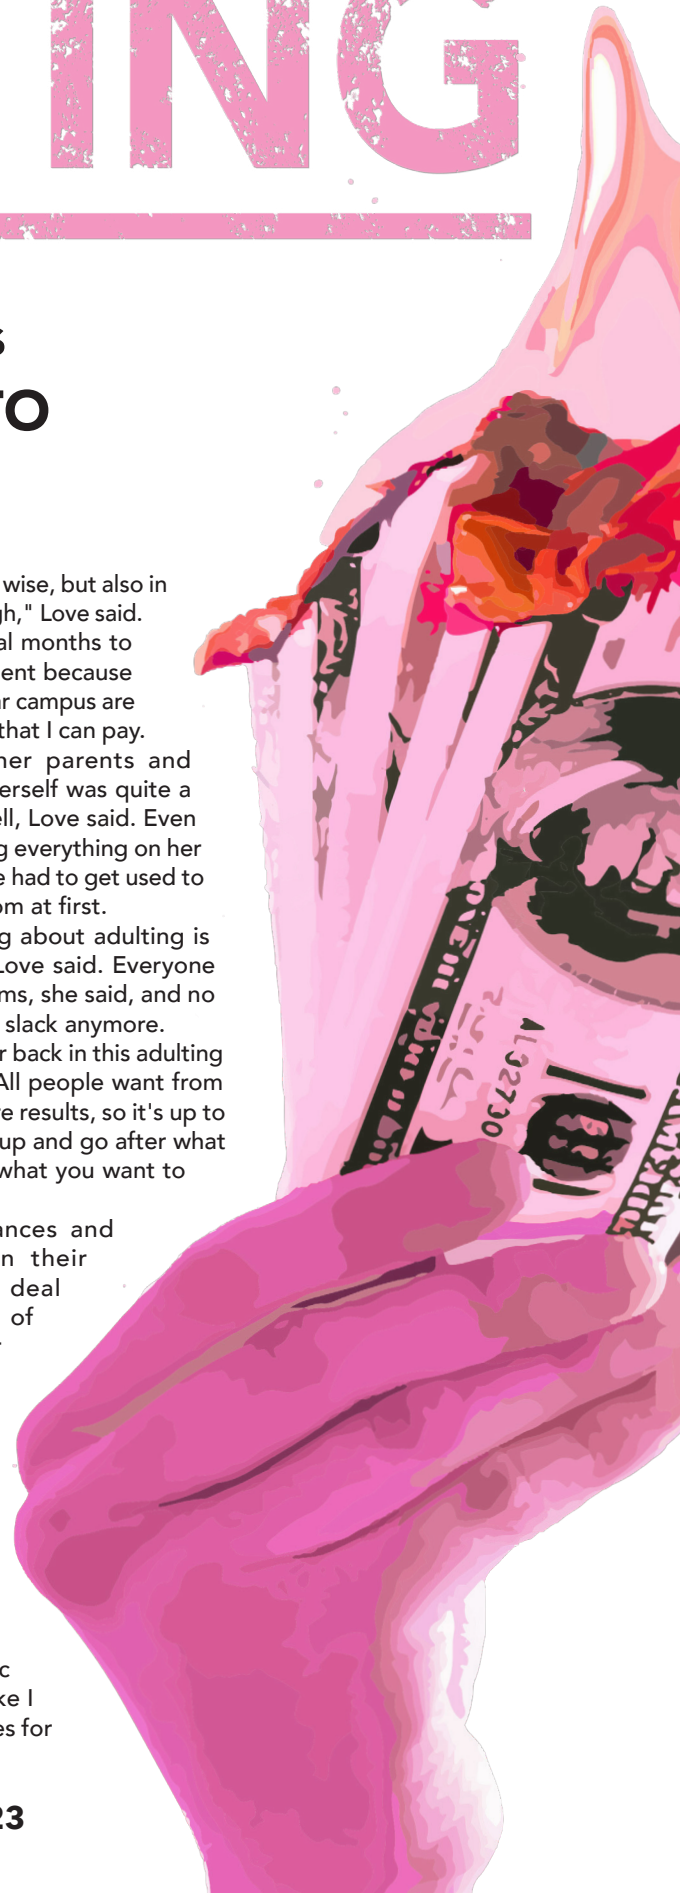 ING
S
TO
wise, but also in
gh," Love said.
al months to
ent because
ar campus are
that I can pay.
her parents and
erself was quite a
ell, Love said. Even
g everything on her
e had to get used to
om at first.
g about adulting is
Love said. Everyone
ms, she said, and no
slack anymore.
r back in this adulting
All people want from
re results, so it's up to
up and go after what
what you want to
ances and
n their
deal
of
c
ke I
es for
23